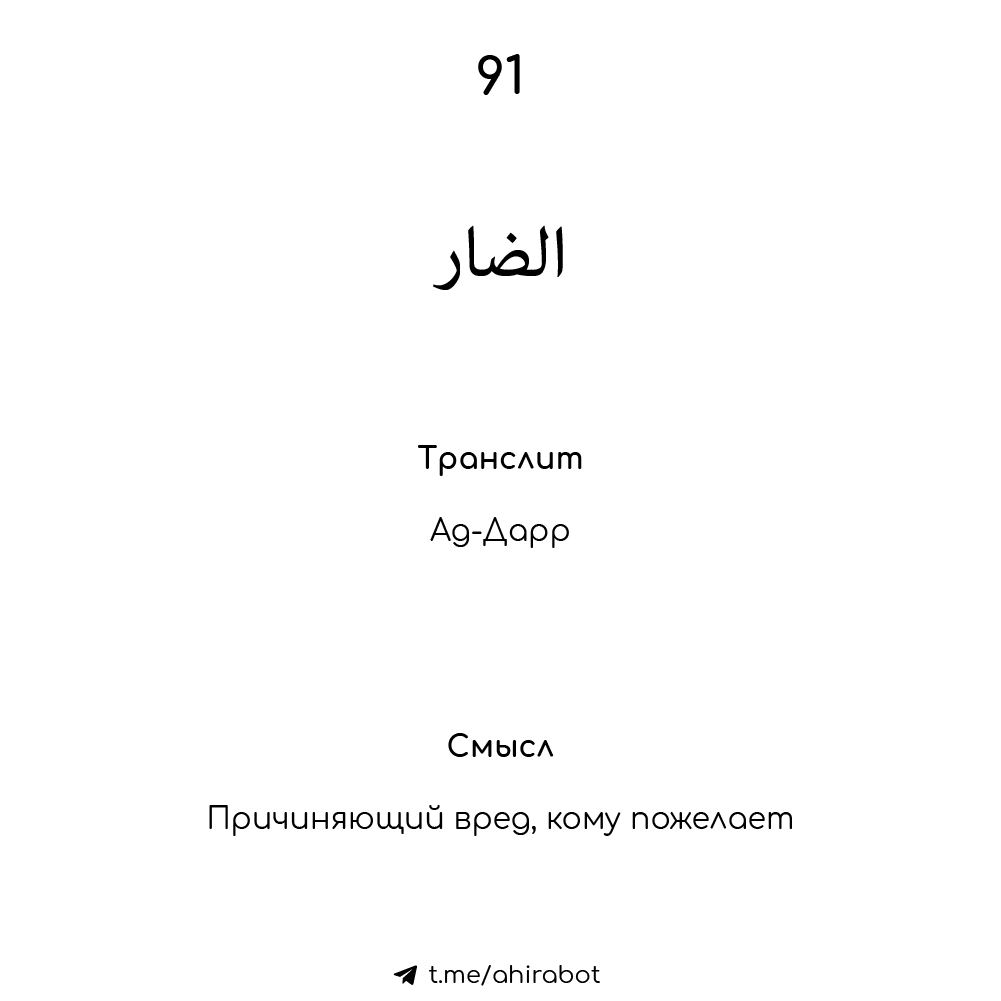 91
الضار
Транслит
Ад-Дарр
Смысл
Причиняющий вред, кому пожелает
t.me/ahirabot